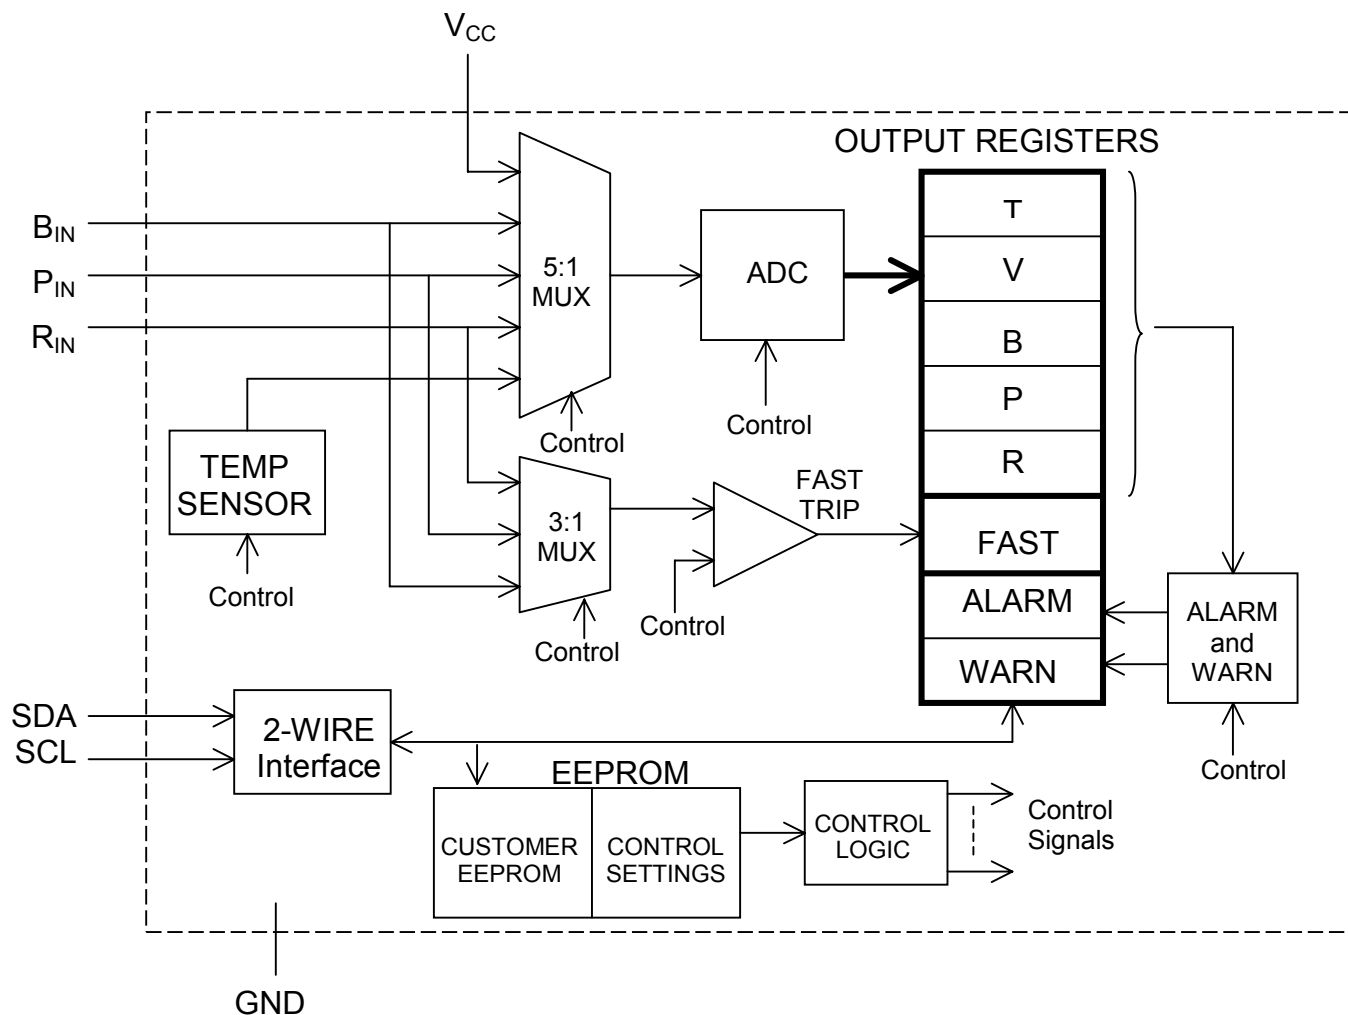 VCC
OUTPUT REGISTERS
BIN
PIN
RIN
5:1
MUX
ADC
T
V
B
P
R
Control
Control
TEMP
SENSOR
Control
3:1
MUX
FAST
TRIP
Control
Control
FAST
ALARM
WARN
ALARM
and
WARN
Control
SDA
SCL
2-WIRE
Interface
EEPROM
CUSTOMER
EEPROM
CONTROL
SETTINGS
CONTROL
LOGIC
Control
Signals
GND